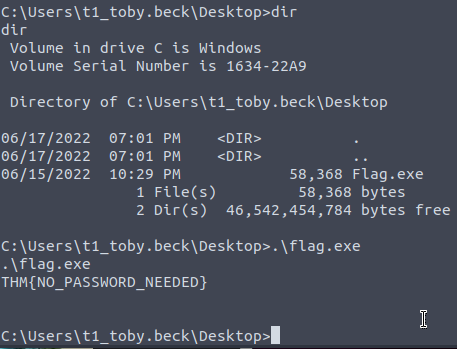 C:\Users\t1_toby.beck\Desktop>dir
dir
 Volume in drive C is Windows
 Volume Serial Number is 1634-22A9

 Directory of C:\Users\t1_toby.beck\Desktop

06/17/2022  07:01 PM    <DIR>          .
06/17/2022  07:01 PM    <DIR>          ..
06/15/2022  10:29 PM            58,368 Flag.exe
               1 File(s)         58,368 bytes
               2 Dir(s)  46,542,454,784 bytes free

C:\Users\t1_toby.beck\Desktop>.\flag.exe
.\flag.exe
THM{NO_PASSWORD_NEEDED}

C:\Users\t1_toby.beck\Desktop>